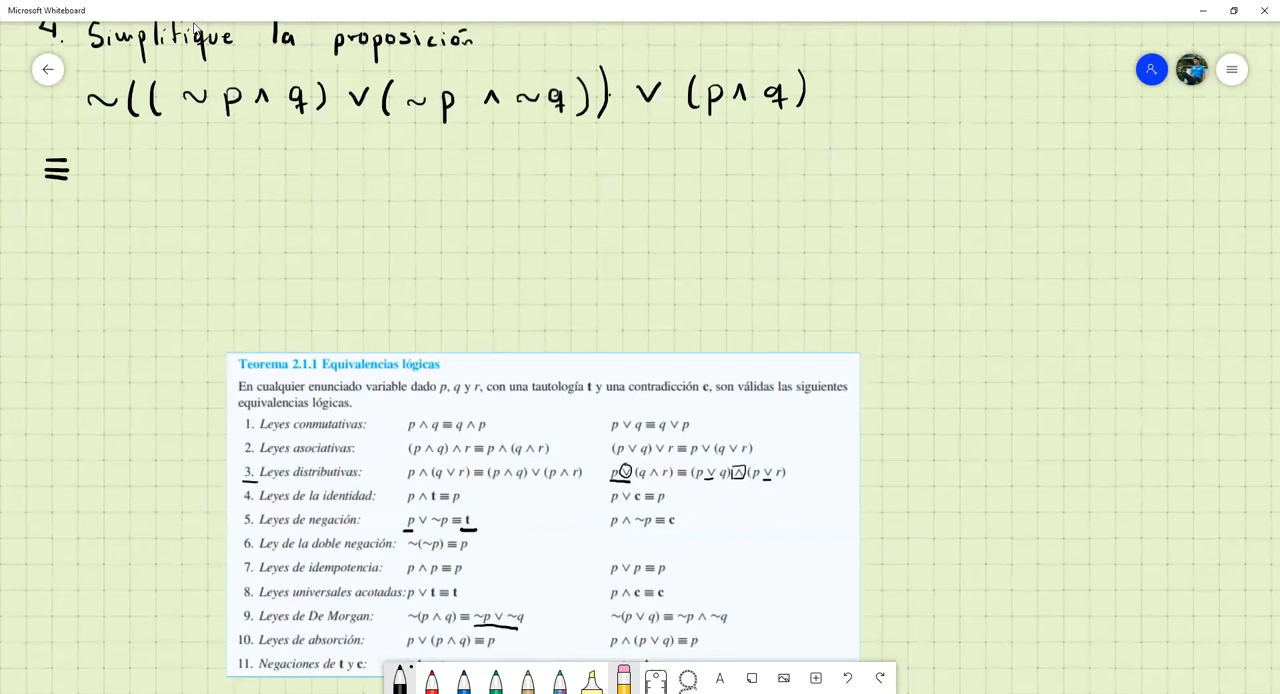 Microsoft Whiteboard
4. Simplifique la proposición
~((~p ∧ q) ∨ (~p ∧ ~q)) ∨ (p ∧ q)
≡
Teorema 2.1.1 Equivalencias lógicas
En cualquier enunciado variable dado p, q y r, con una tautología t y una contradicción c, son válidas las siguientes
equivalencias lógicas.
1. Leyes conmutativas: p ∧ q ≡ q ∧ p p ∨ q ≡ q ∨ p
2. Leyes asociativas: (p ∧ q) ∧ r ≡ p ∧ (q ∧ r) (p ∨ q) ∨ r ≡ p ∨ (q ∨ r)
3. Leyes distributivas: p ∧ (q ∨ r) ≡ (p ∧ q) ∨ (p ∧ r) p ∨ (q ∧ r) ≡ (p ∨ q) ∧ (p ∨ r)
4. Leyes de la identidad: p ∧ t ≡ p p ∨ c ≡ p
5. Leyes de negación: p ∨ ~p ≡ t p ∧ ~p ≡ c
6. Ley de la doble negación: ~(~p) ≡ p
7. Leyes de idempotencia: p ∧ p ≡ p p ∨ p ≡ p
8. Leyes universales acotadas: p ∨ t ≡ t p ∧ c ≡ c
9. Leyes de De Morgan: ~(p ∧ q) ≡ ~p ∨ ~q ~(p ∨ q) ≡ ~p ∧ ~q
10. Leyes de absorción: p ∨ (p ∧ q) ≡ p p ∧ (p ∨ q) ≡ p
11. Negaciones de t y c:
A